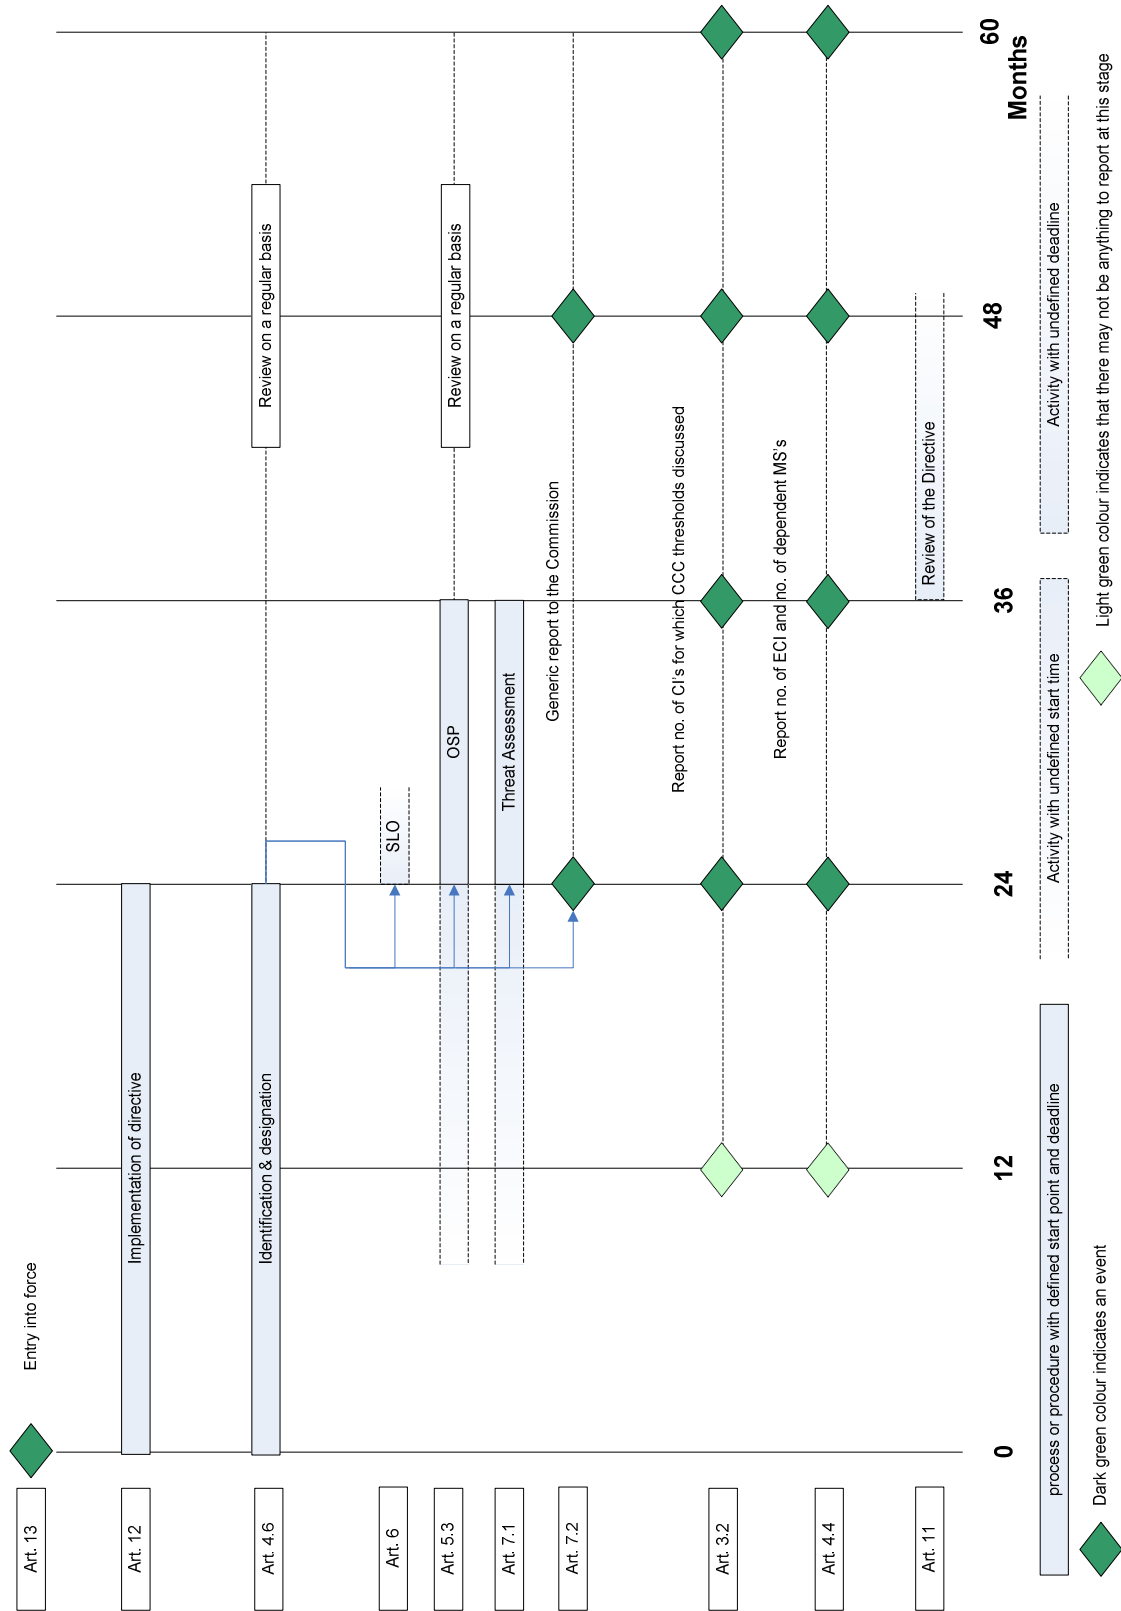 Art. 13
Entry into force
Art. 12
Implementation of directive
Art. 4.6
Identification & designation
Review on a regular basis
Art. 6
SLO
Art. 5.3
OSP
Review on a regular basis
Art. 7.1
Threat Assessment
Art. 7.2
Generic report to the Commission
Art. 3.2
Report no. of CI's for which CCC thresholds discussed
Art. 4.4
Report no. of ECI and no. of dependent MS's
Art. 11
Review of the Directive
0
12
24
36
48
60
Months
process or procedure with defined start point and deadline
Activity with undefined start time
Activity with undefined deadline
Dark green colour indicates an event
Light green colour indicates that there may not be anything to report at this stage